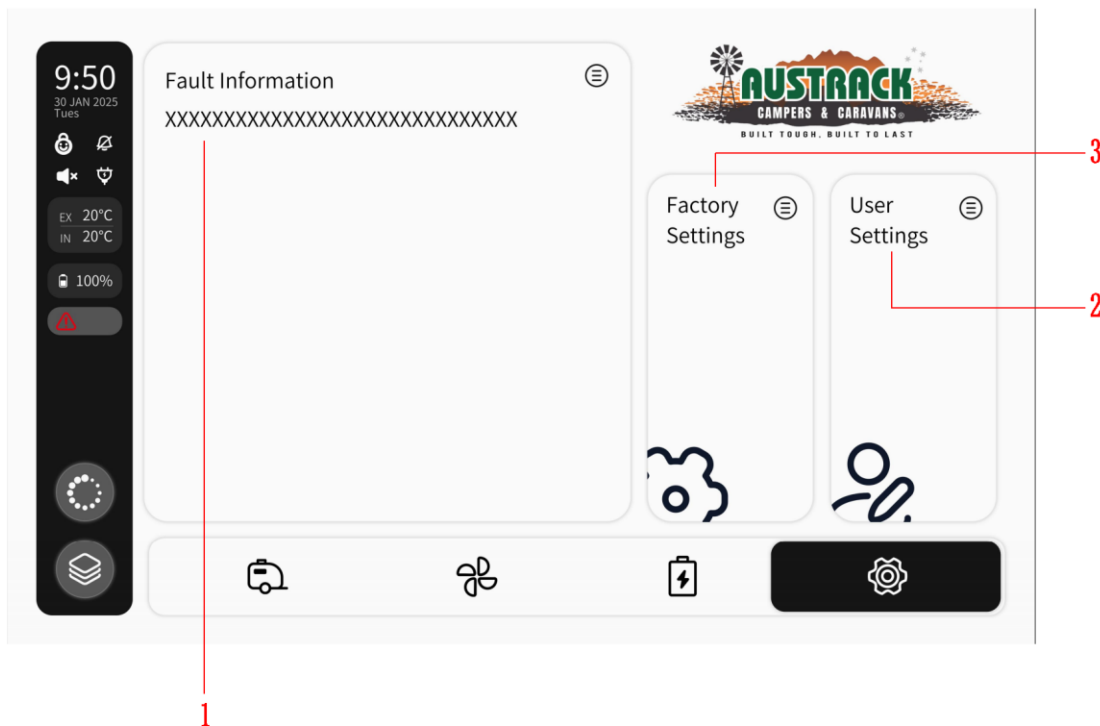 9:50
30 JAN 2025
Tues
EX 20°C
IN 20°C
100%
Fault Information
XXXXXXXXXXXXXXXXXXXXXXXXXXXXXX
AUSTRACK
CAMPERS & CARAVANS®
BUILT TOUGH, BUILT TO LAST
Factory
Settings
User
Settings
3
2
1